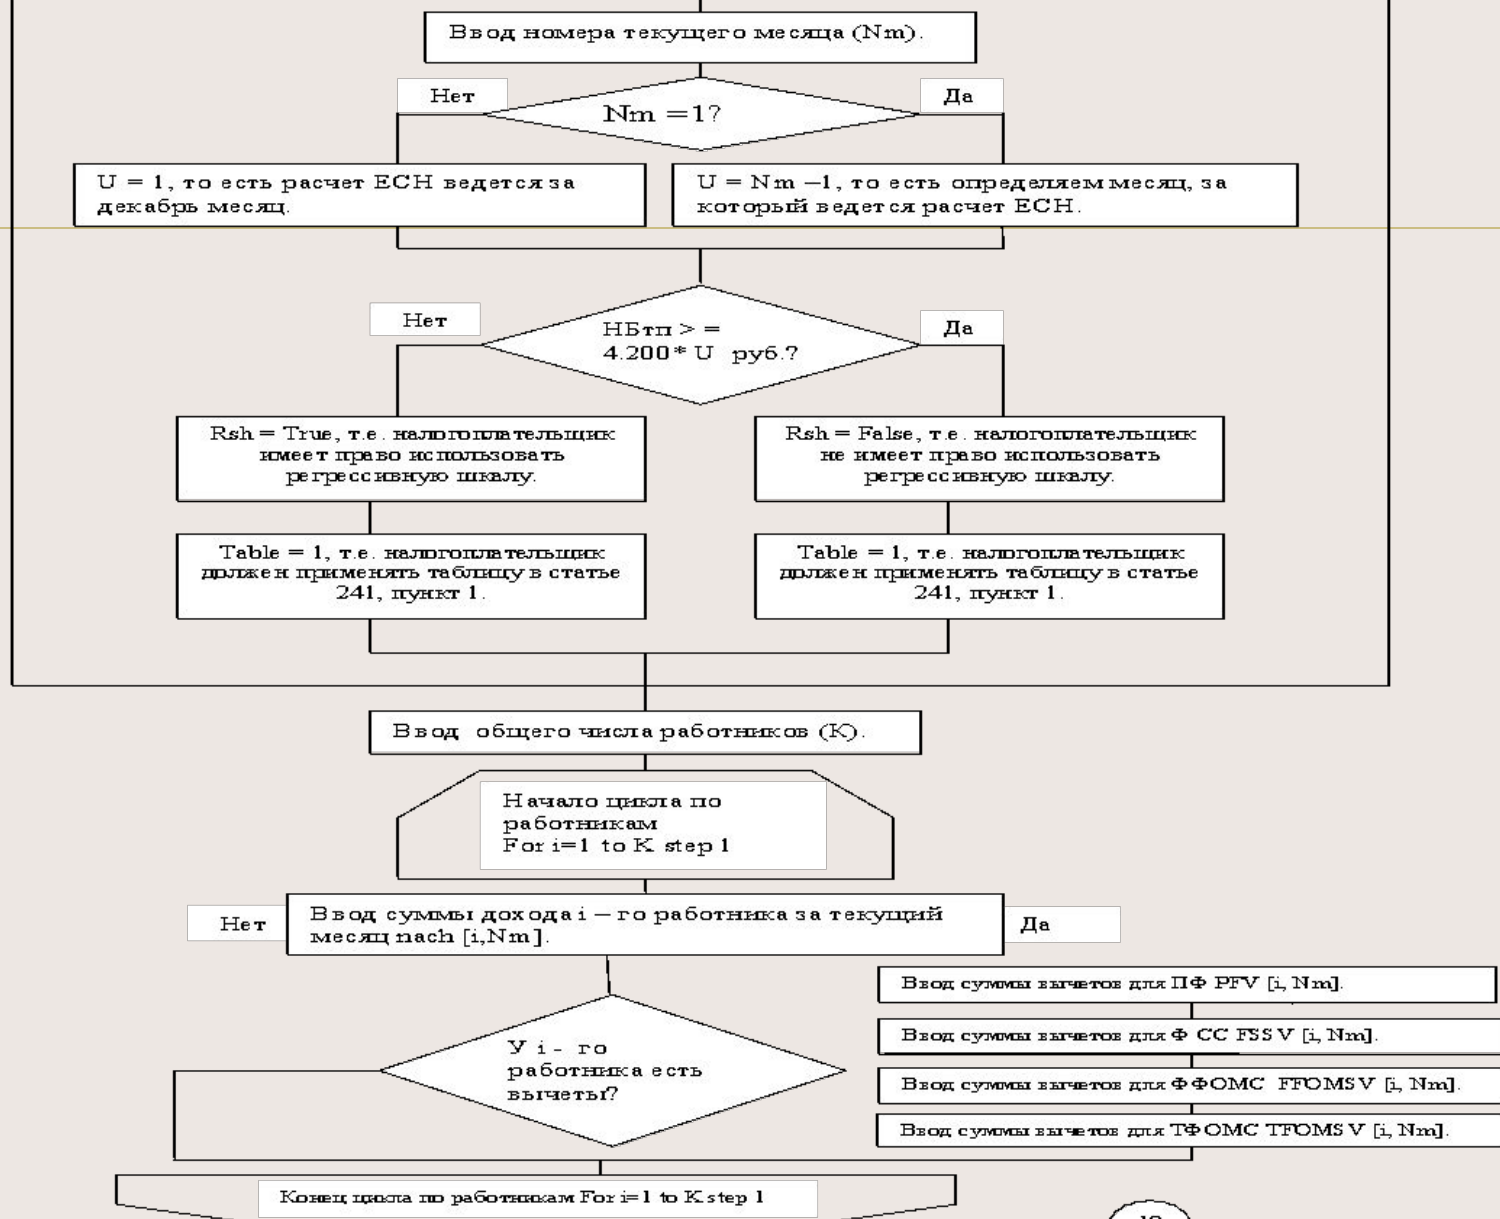 Ввод номера текущего месяца (Nm).
Нет
Да
Nm =1?
U = 1, то есть расчет ЕСН ведется за
декабрь месяц.
U = Nm –1, то есть определяем месяц, за
который ведется расчет ЕСН.
Нет
Да
НБтп > =
4.200* U руб.?
Rsh = True, т.е. налогоплательщик
имеет право использовать
регрессивную шкалу.
Rsh = False, т.е. налогоплательщик
не имеет право использовать
регрессивную шкалу.
Table = 1, т.е. налогоплательщик
должен применять таблицу в статье
241, пункт 1.
Table = 1, т.е. налогоплательщик
должен применять таблицу в статье
241, пункт 1.
Ввод общего числа работников (K).
Начало цикла по
работникам
For i=1 to K step 1
Нет
Ввод суммы дохода i – го работника за текущий
месяц nach [i,Nm].
Да
Ввод суммы вычетов для ПФ PFV [i, Nm].
Ввод суммы вычетов для Ф СС FSSV [i, Nm].
У i - го
работника есть
вычеты?
Ввод суммы вычетов для ФФОМС FFOMSV [i, Nm].
Ввод суммы вычетов для ТФОМС TFOMSV [i, Nm].
Конец цикла по работникам For i=1 to K step 1